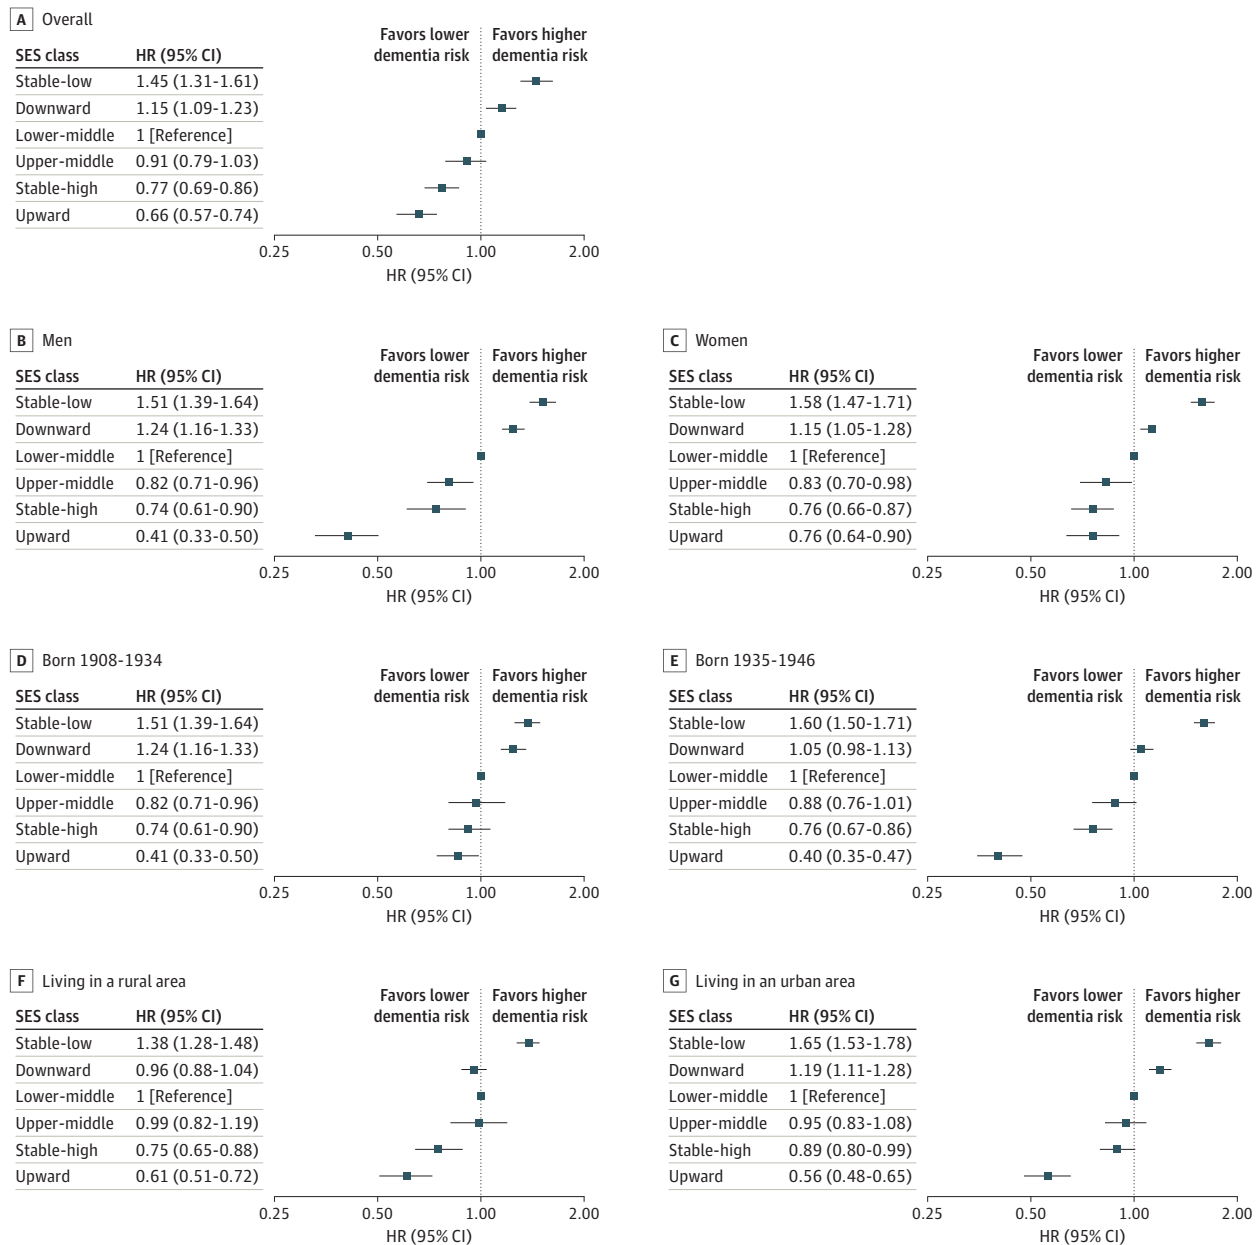 A Overall
Favors lower dementia risk
Favors higher dementia risk
SES class HR (95% CI)
Stable-low 1.45 (1.31-1.61)
Downward 1.15 (1.09-1.23)
Lower-middle 1 [Reference]
Upper-middle 0.91 (0.79-1.03)
Stable-high 0.77 (0.69-0.86)
Upward 0.66 (0.57-0.74)
0.25 0.50 1.00 2.00
HR (95% CI)
B Men
Favors lower dementia risk
Favors higher dementia risk
SES class HR (95% CI)
Stable-low 1.51 (1.39-1.64)
Downward 1.24 (1.16-1.33)
Lower-middle 1 [Reference]
Upper-middle 0.82 (0.71-0.96)
Stable-high 0.74 (0.61-0.90)
Upward 0.41 (0.33-0.50)
0.25 0.50 1.00 2.00
HR (95% CI)
C Women
Favors lower dementia risk
Favors higher dementia risk
SES class HR (95% CI)
Stable-low 1.58 (1.47-1.71)
Downward 1.15 (1.05-1.28)
Lower-middle 1 [Reference]
Upper-middle 0.83 (0.70-0.98)
Stable-high 0.76 (0.66-0.87)
Upward 0.76 (0.64-0.90)
0.25 0.50 1.00 2.00
HR (95% CI)
D Born 1908-1934
Favors lower dementia risk
Favors higher dementia risk
SES class HR (95% CI)
Stable-low 1.51 (1.39-1.64)
Downward 1.24 (1.16-1.33)
Lower-middle 1 [Reference]
Upper-middle 0.82 (0.71-0.96)
Stable-high 0.74 (0.61-0.90)
Upward 0.41 (0.33-0.50)
0.25 0.50 1.00 2.00
HR (95% CI)
E Born 1935-1946
Favors lower dementia risk
Favors higher dementia risk
SES class HR (95% CI)
Stable-low 1.60 (1.50-1.71)
Downward 1.05 (0.98-1.13)
Lower-middle 1 [Reference]
Upper-middle 0.88 (0.76-1.01)
Stable-high 0.76 (0.67-0.86)
Upward 0.40 (0.35-0.47)
0.25 0.50 1.00 2.00
HR (95% CI)
F Living in a rural area
Favors lower dementia risk
Favors higher dementia risk
SES class HR (95% CI)
Stable-low 1.38 (1.28-1.48)
Downward 0.96 (0.88-1.04)
Lower-middle 1 [Reference]
Upper-middle 0.99 (0.82-1.19)
Stable-high 0.75 (0.65-0.88)
Upward 0.61 (0.51-0.72)
0.25 0.50 1.00 2.00
HR (95% CI)
G Living in an urban area
Favors lower dementia risk
Favors higher dementia risk
SES class HR (95% CI)
Stable-low 1.65 (1.53-1.78)
Downward 1.19 (1.11-1.28)
Lower-middle 1 [Reference]
Upper-middle 0.95 (0.83-1.08)
Stable-high 0.89 (0.80-0.99)
Upward 0.56 (0.48-0.65)
0.25 0.50 1.00 2.00
HR (95% CI)